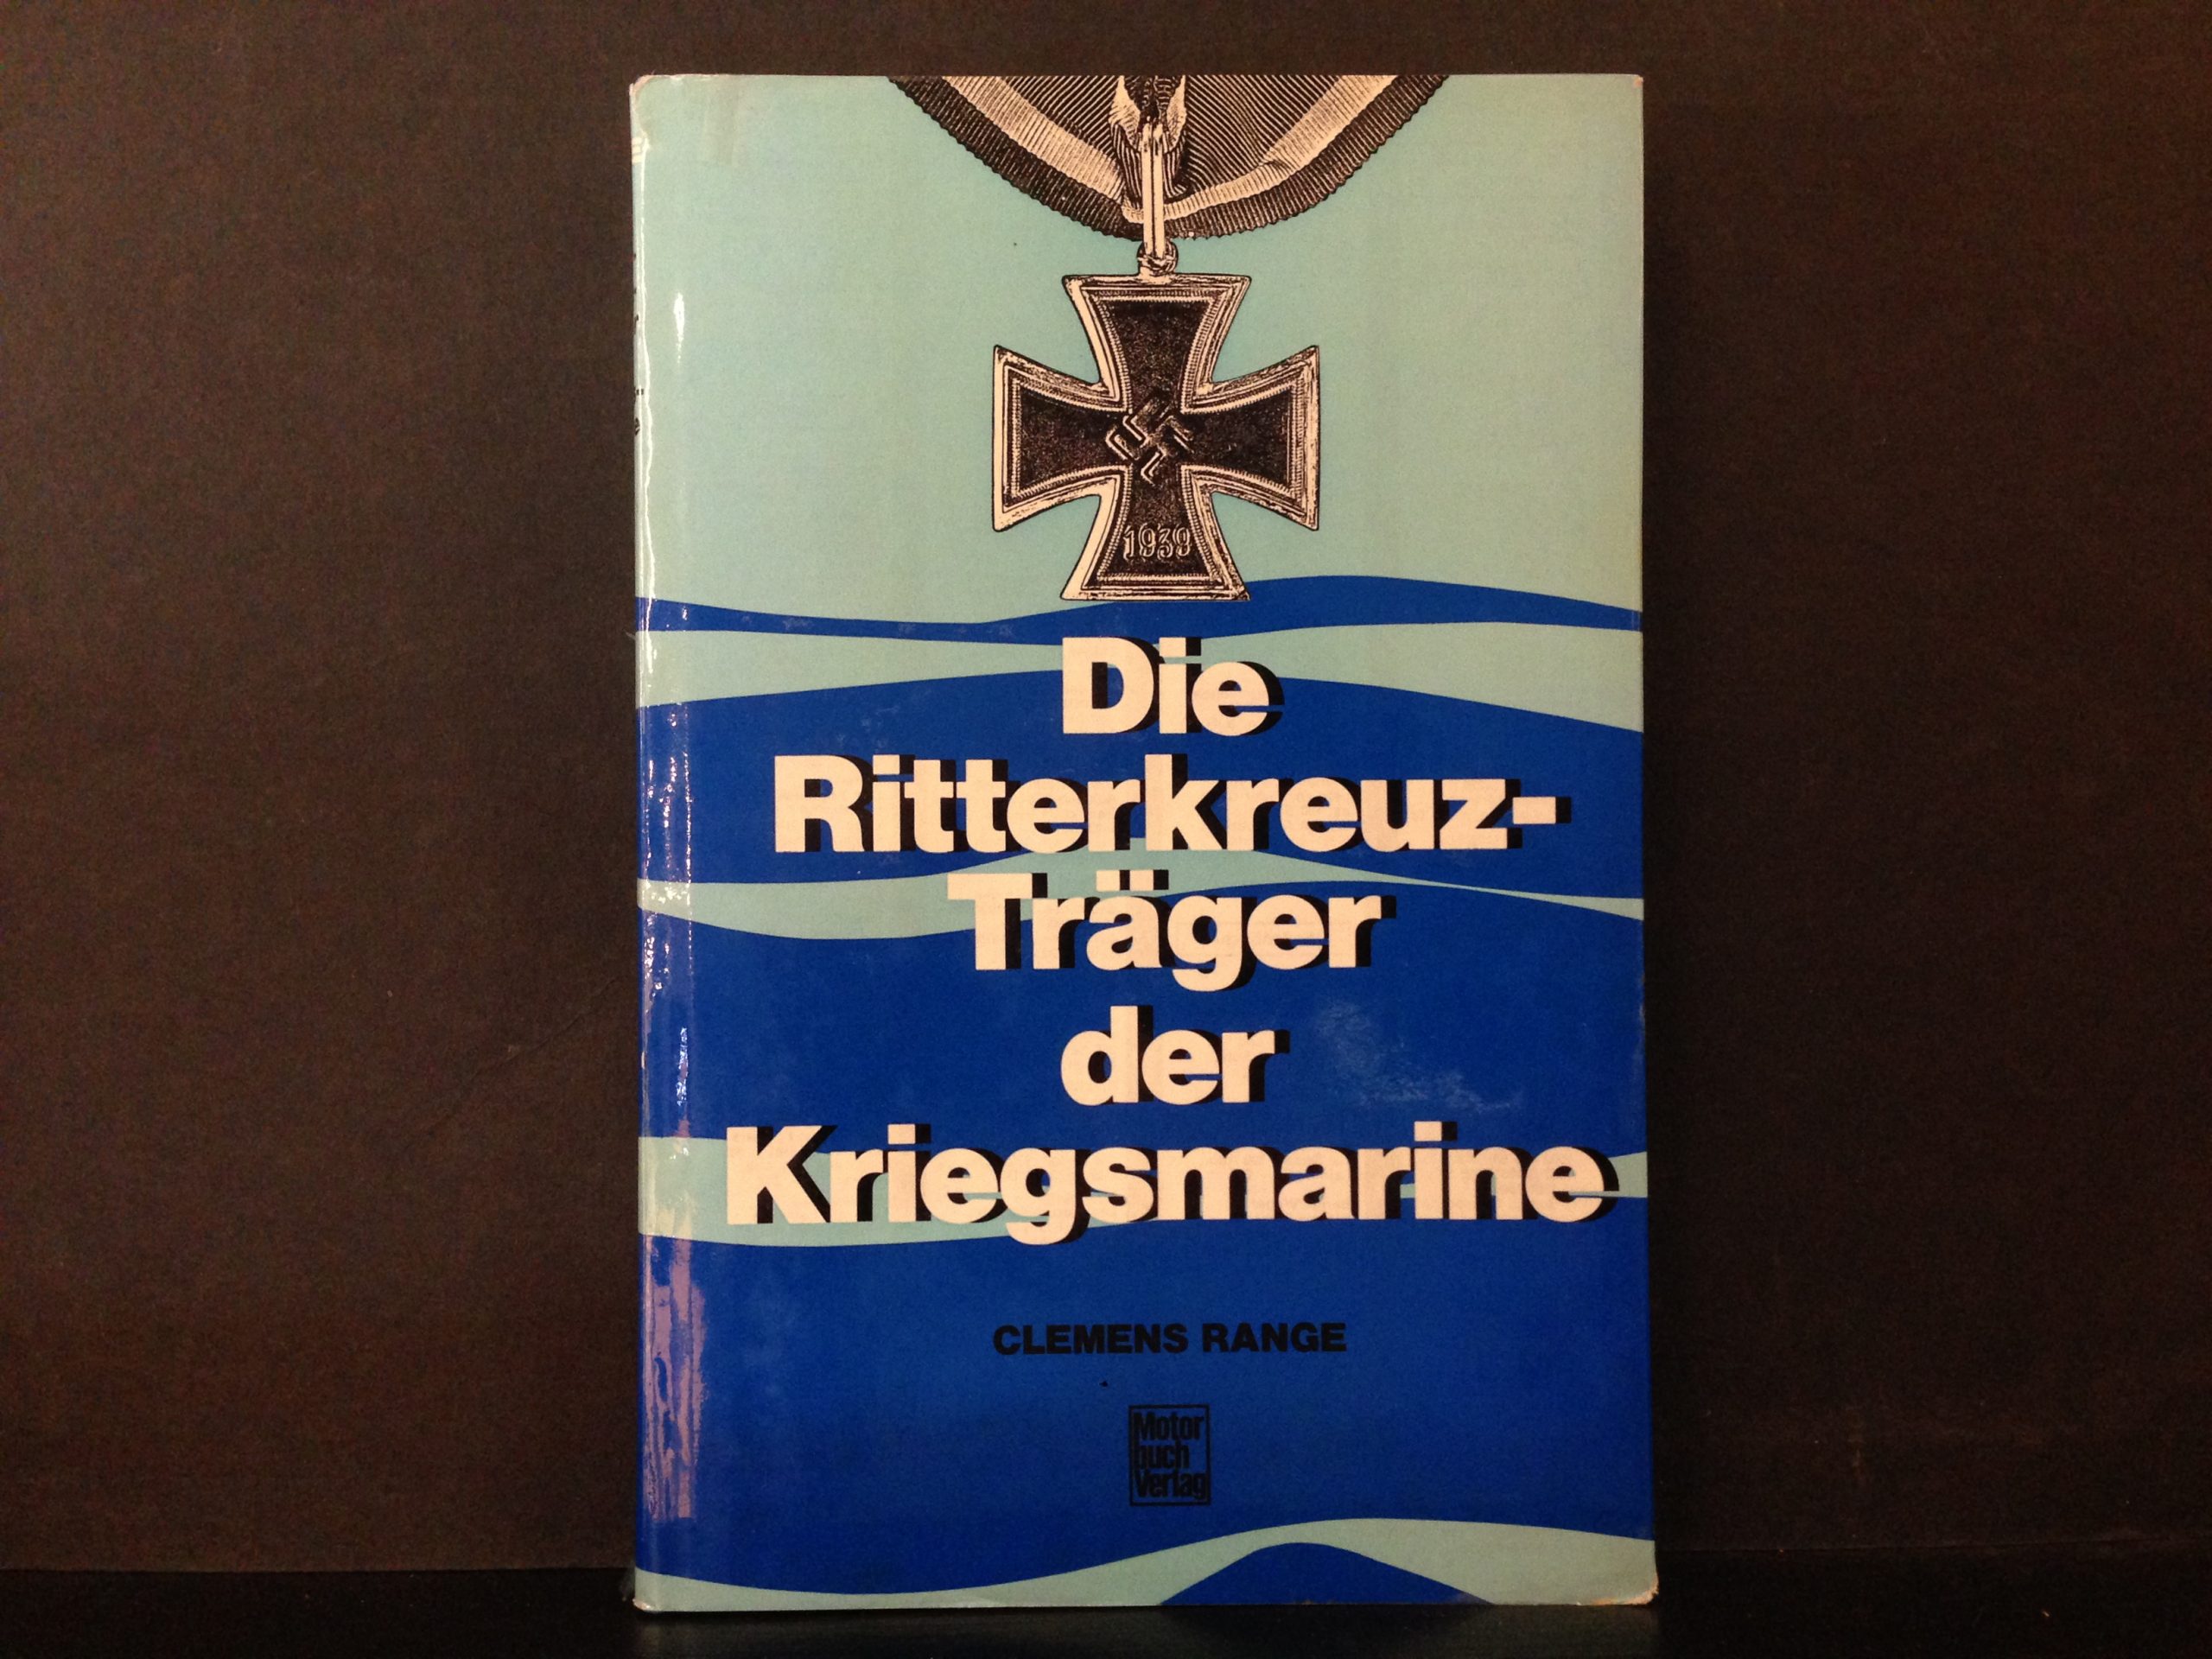 1939
Die
Ritterkreuz-
Träger
der
Kriegsmarine
CLEMENS RANGE
Motor
buch
Verlag